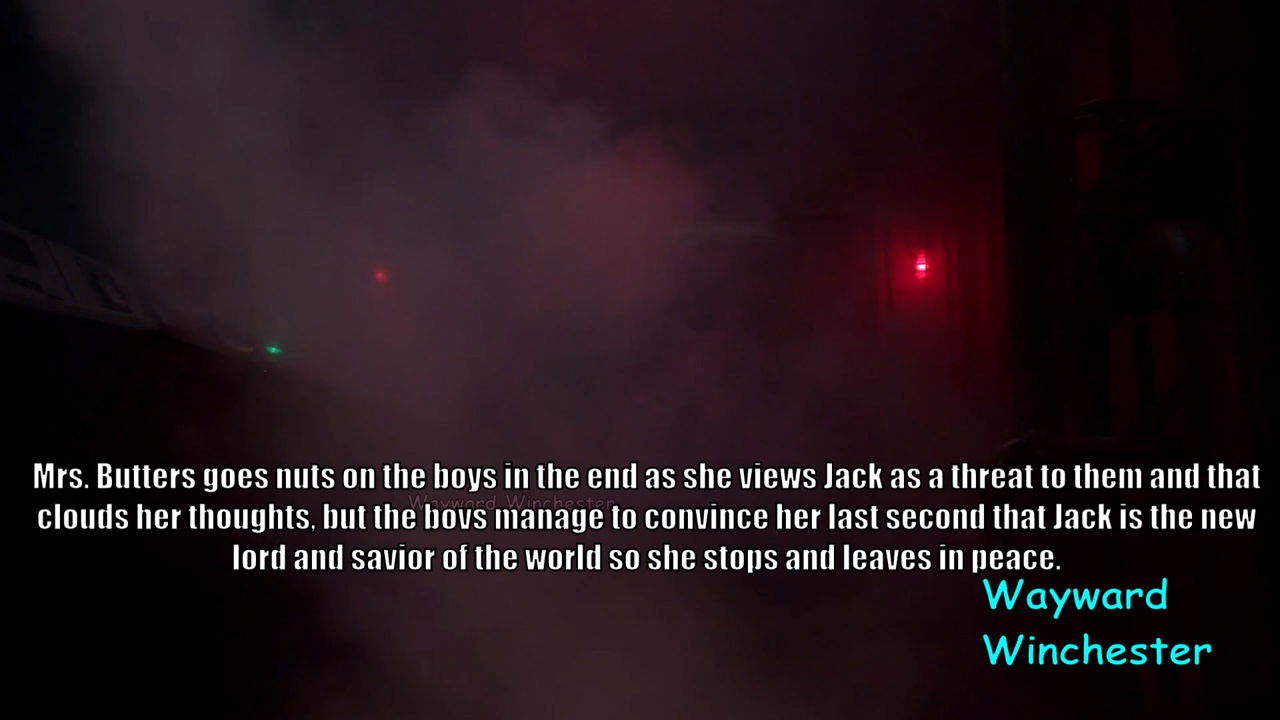 Mrs. Butters goes nuts on the boys in the end as she views Jack as a threat to them and that
Wayward Winchester
clouds her thoughts, but the boys manage to convince her last second that Jack is the new
lord and savior of the world so she stops and leaves in peace.
Wayward
Winchester